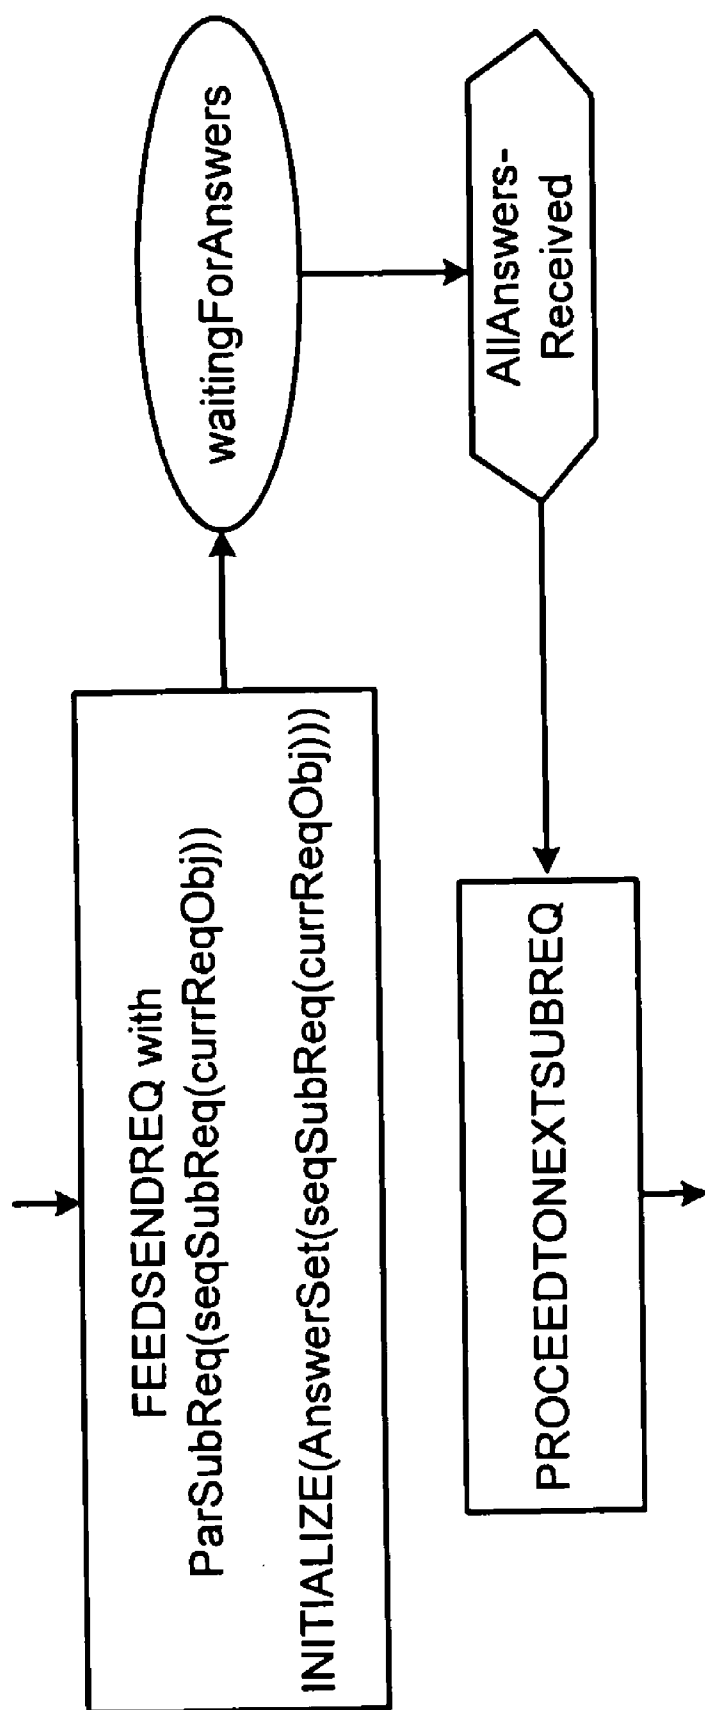 FEEDSENDREQ with
ParSubReq(seqSubReq(currReqObj))
INITIALIZE(AnswerSet(seqSubReq(currReqObj))))
waitingForAnswers
AllAnswers-
Received
PROCEEDTONEXTSUBREQ